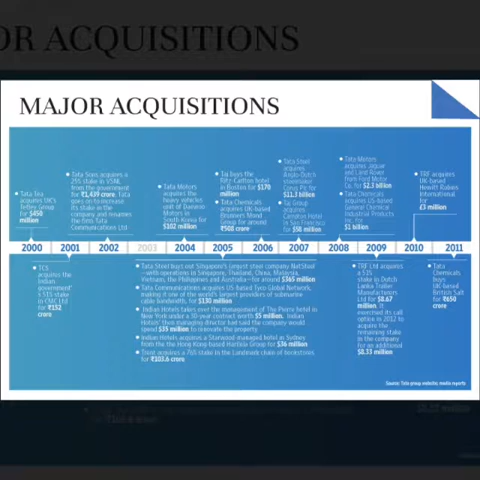 OR ACQUISITIONS
MAJOR ACQUISITIONS
Tata Tea
acquires UK's
Tetley Group
for $450
million
Tata Sons acquires a
25% stake in VSNL
from the government
for ₹1,439 crore. Tata
goes on to increase
its stake in the
company and renames
the firm Tata
Communications Ltd
Tata Motors
acquires the
heavy vehicles
unit of Daewoo
Motors in
South Korea for
$102 million
Taj buys the
Ritz-Carlton hotel
in Boston for $170
million
Tata Chemicals
acquires UK-based
Brunner Mond
Group for around
₹508 crore
Tata Steel
acquires
Anglo-Dutch
steelmaker
Corus Plc for
$11.3 billion
Taj Group
acquires
Campton Hotel
in San Francisco
for $58 million
Tata Motors
acquires Jaguar
and Land
Rover from Ford Motor
Co. for $2.3 billion
Tata Chemicals
acquires US-based
General Chemical
Industrial Products
Inc. for
$1 billion
TRF acquires
UK-based
Hewitt Robins
International
for
£3 million
2000 2001 2002 2003 2004 2005 2006 2007 2008 2009 2010 2011
TCS
acquires the
Indian
government'
s 51% stake
in CMC Ltd
for ₹152
crore
Tata Steel buys out Singapore's largest steel company NatSteel
—with operations in Singapore, Thailand, China, Malaysia,
Vietnam, the Philippines and Australia—for around $365 million
Tata Communications acquires US-based Tyco Global Network,
making it one of the world's largest providers of submarine
cable bandwidth, for $130 million
Indian Hotels takes over the management of The Pierre hotel in
New York under a 30-year contract worth $5 million. Indian
Hotels' then managing director had said the company would
spend $35 million to renovate the property
Indian Hotels acquires a Starwood-managed hotel in Sydney
from the Hong Kong-based Harilela Group for $36 million
Trent acquires a 76% stake in the Landmark chain of bookstores
for ₹103.6 crore
TRF Ltd acquires
a 51%
stake in Dutch
Lanka Trailer
Manufacturers
Ltd for $8.67
million. It
exercised its call
option in 2012 to
acquire the
remaining stake
in the company
for an additional
$8.33 million
Tata
Chemicals
buys
UK-based
British Salt
for ₹650
crore
Source: Tata group website; media reports